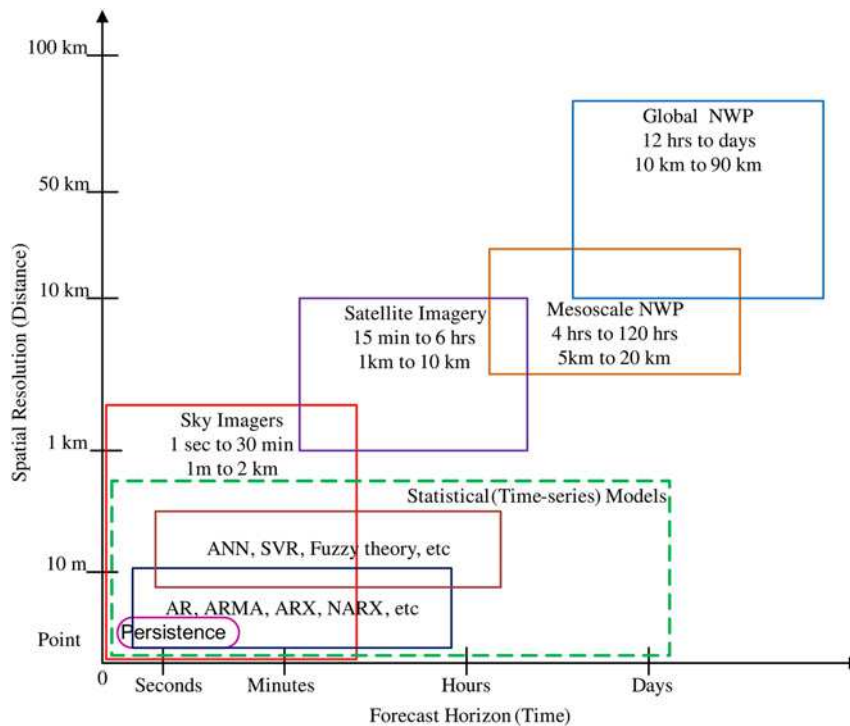 100 km
50 km
10 km
1 km
10 m
Point
0
Spatial Resolution (Distance)
Global NWP
12 hrs to days
10 km to 90 km
Mesoscale NWP
4 hrs to 120 hrs
5km to 20 km
Satellite Imagery
15 min to 6 hrs
1km to 10 km
Sky Imagers
1 sec to 30 min
1m to 2 km
Statistical (Time-series) Models
ANN, SVR, Fuzzy theory, etc
AR, ARMA, ARX, NARX, etc
Persistence
Seconds
Minutes
Hours
Days
Forecast Horizon (Time)